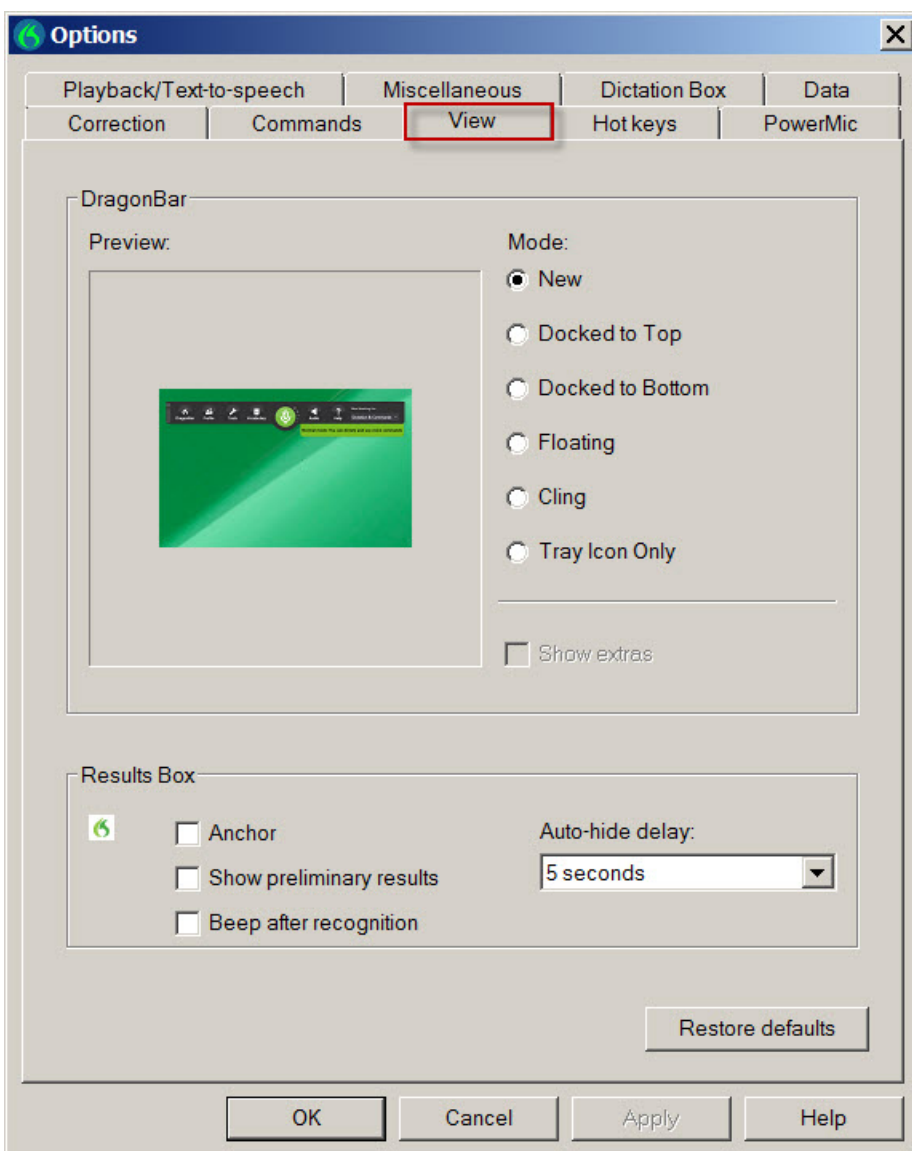 Options
Playback/Text-to-speech Miscellaneous Dictation Box Data
Correction Commands View Hot keys PowerMic
DragonBar
Preview: Mode:
New
Docked to Top
Docked to Bottom
Floating
Cling
Tray Icon Only
Show extras
Results Box
Anchor Auto-hide delay:
Show preliminary results 5 seconds
Beep after recognition
Restore defaults
OK Cancel Apply Help